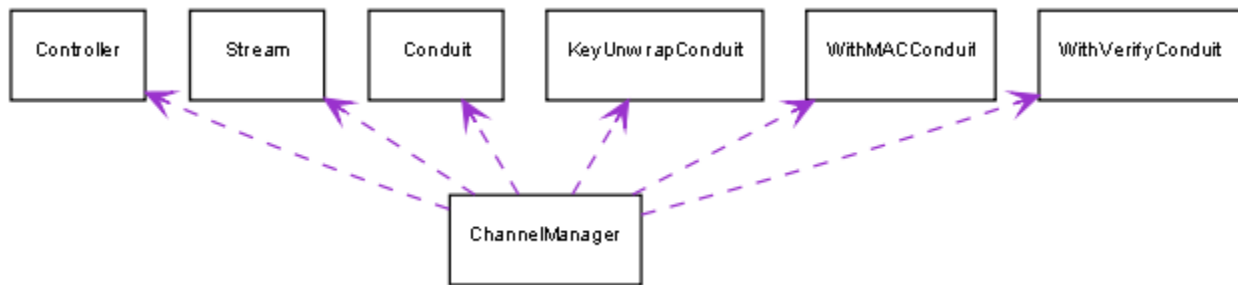 Controller
Stream
Conduit
KeyUnwrapConduit
WithMACConduit
WithVerifyConduit
ChannelManager